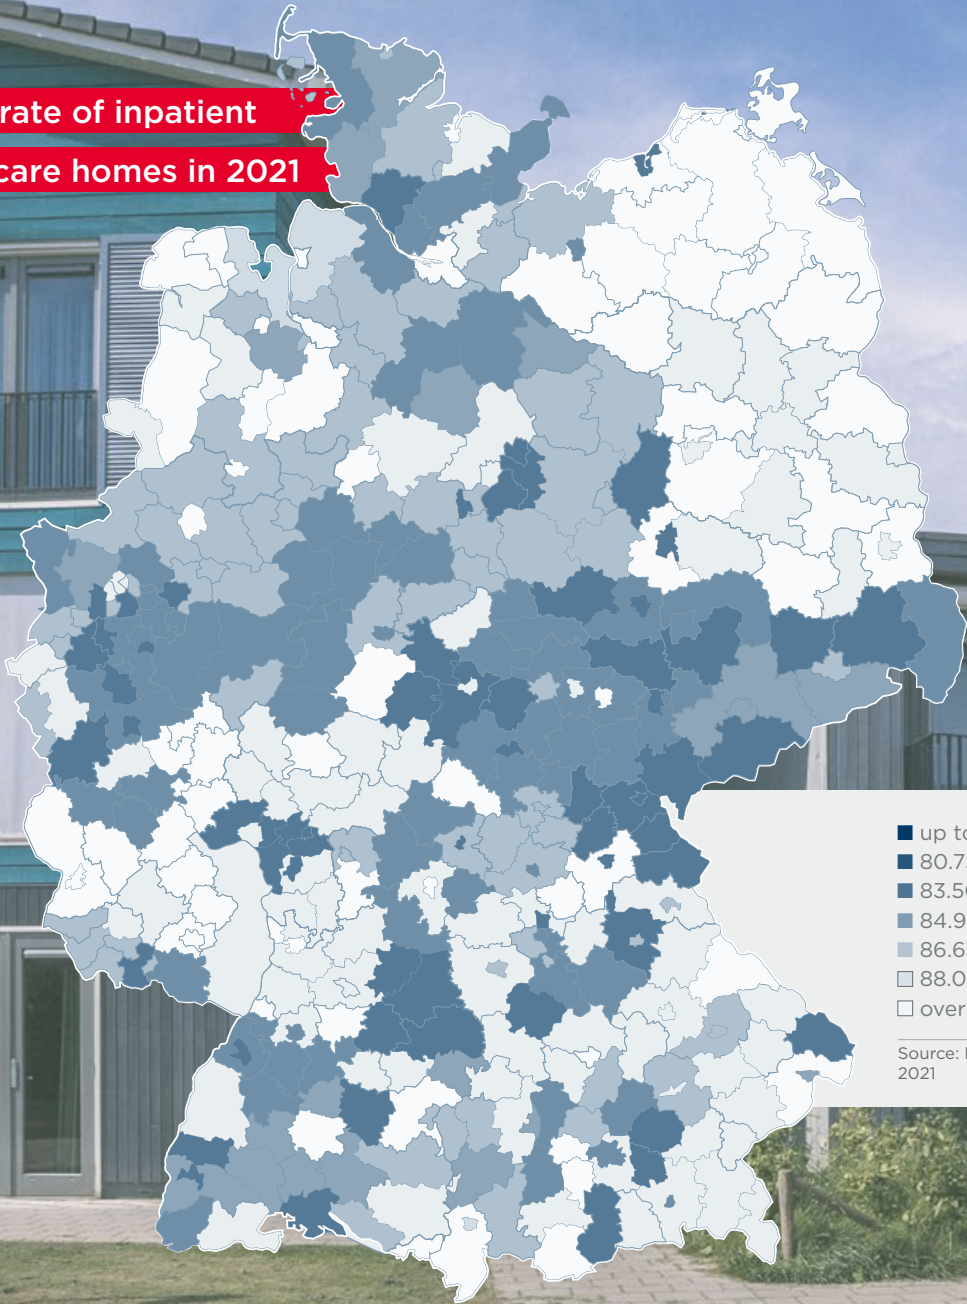 rate of inpatient
care homes in 2021
up to
80.7
83.5
84.9
86.6
88.0
over
Source:
2021